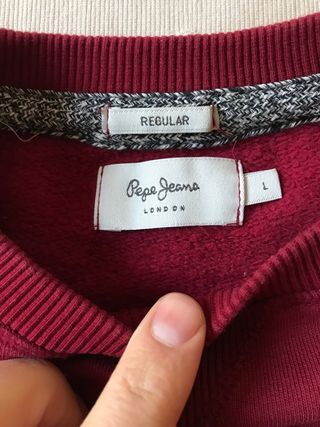 REGULAR
Pepe Jeans
LONDON
L